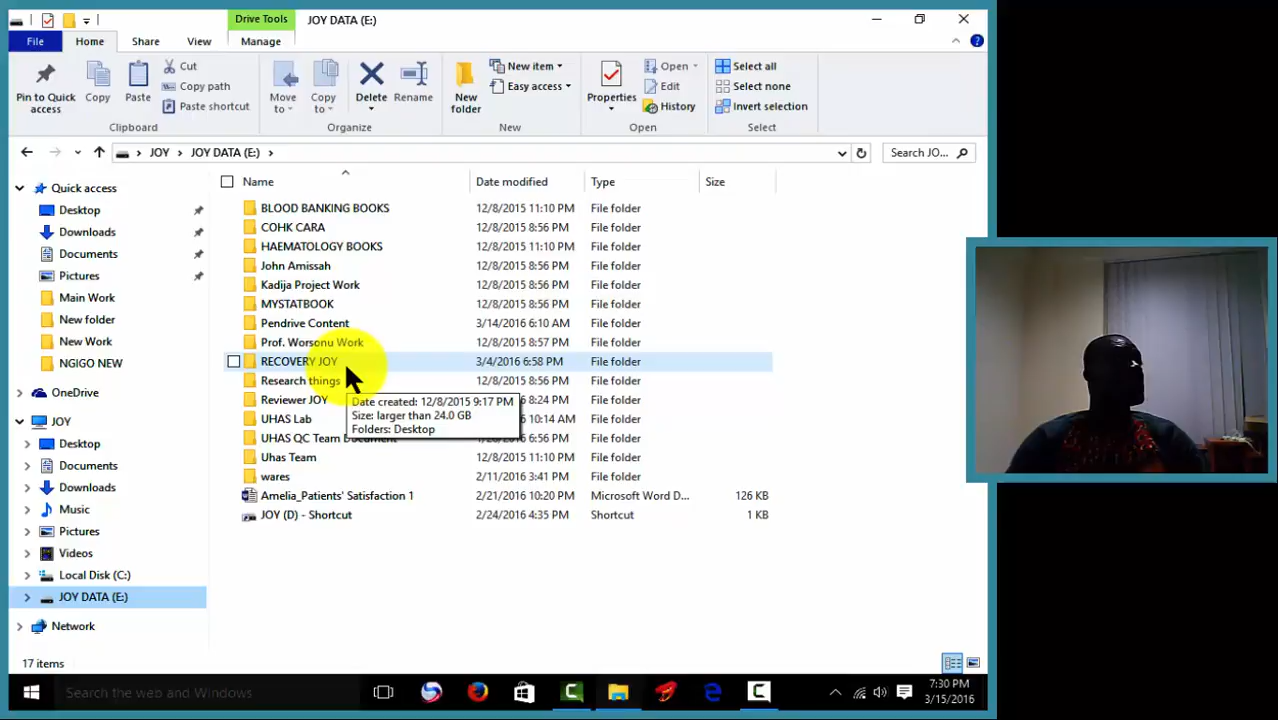 Drive Tools
JOY DATA (E:)
File
Home
Share
View
Manage
Pin to Quick access
Copy
Paste
Cut
Copy path
Paste shortcut
Clipboard
Move to
Copy to
Delete
Rename
Organize
New folder
New item
Easy access
New
Properties
Open
Edit
History
Open
Select all
Select none
Invert selection
Select
JOY
JOY DATA (E:)
Search JO...
Quick access
Desktop
Downloads
Documents
Pictures
Main Work
New folder
New Work
NGIGO NEW
OneDrive
JOY
Desktop
Documents
Downloads
Music
Pictures
Videos
Local Disk (C:)
JOY DATA (E:)
Network
Name Date modified Type Size
BLOOD BANKING BOOKS 12/8/2015 11:10 PM File folder
COHK CARA 12/8/2015 8:56 PM File folder
HAEMATOLOGY BOOKS 12/8/2015 11:10 PM File folder
John Amissah 12/8/2015 8:56 PM File folder
Kadija Project Work 12/8/2015 8:56 PM File folder
MYSTATBOOK 12/8/2015 8:56 PM File folder
Pendrive Content 3/14/2016 6:10 AM File folder
Prof. Worsonu Work 12/8/2015 8:57 PM File folder
RECOVERY JOY 3/4/2016 6:58 PM File folder
Research things 12/8/2015 8:56 PM File folder
Reviewer JOY 8:24 PM File folder
UHAS Lab 10:14 AM File folder
UHAS QC Team 6:56 PM File folder
Uhas Team 12/8/2015 8:58 PM File folder
wares 2/11/2016 3:41 PM File folder
Amelia_Patients' Satisfaction 1 2/21/2016 10:20 PM Microsoft Word D... 126 KB
JOY (D) - Shortcut 2/24/2016 4:35 PM Shortcut 1 KB
Date created: 12/8/2015 9:17 PM
Size: larger than 24.0 GB
Folders: Desktop
17 items
Search the web and Windows
7:30 PM
3/15/2016